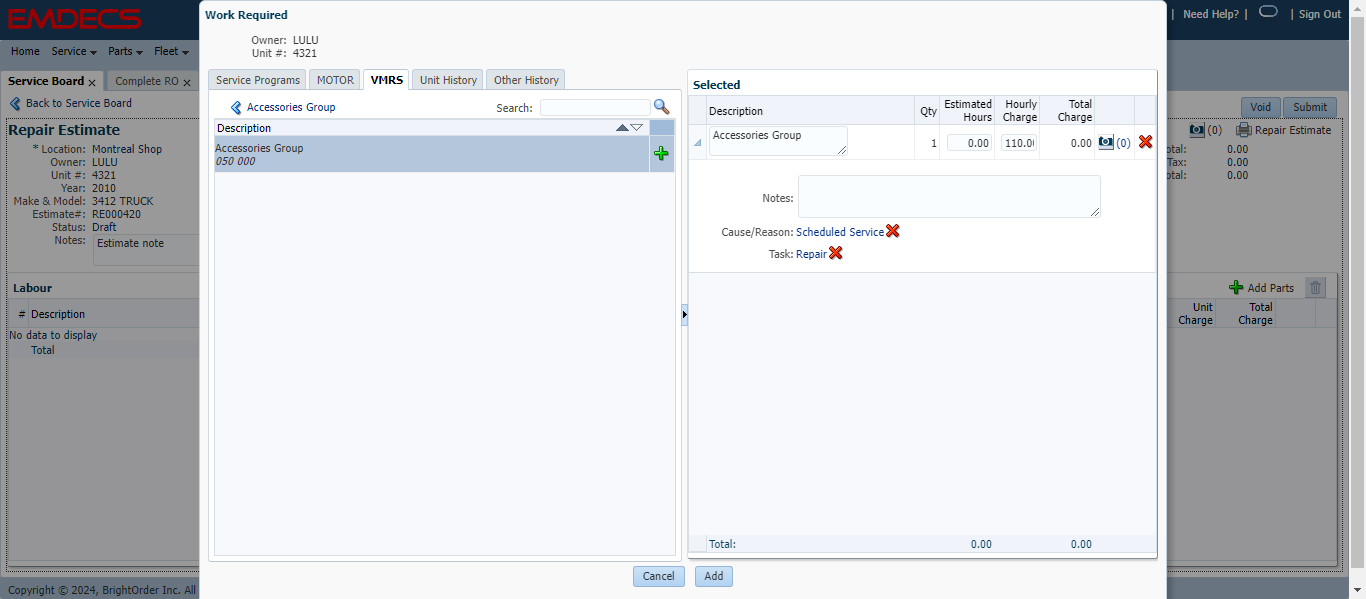 EMDECS
Need Help? |
| Sign Out
Home Service Parts Fleet
Service Board x Complete RO x
Back to Service Board
Void Submit
Repair Estimate
(0) Repair Estimate
* Location: Montreal Shop
Owner: LULU
Unit #: 4321
Year: 2010
Make & Model: 3412 TRUCK
Estimate#: RE000420
Status: Draft
Notes: Estimate note
0.00
Tax: 0.00
0.00
Labour
# Description
No data to display
Total
Add Parts
Unit Charge
Total Charge
Copyright © 2024, BrightOrder Inc. All
Work Required
Owner: LULU
Unit #: 4321
Service Programs MOTOR VMRS Unit History Other History
Accessories Group Search:
Description
Accessories Group
050 000
Selected
Description Qty Estimated Hours Hourly Charge Total Charge
Accessories Group 1 0.00 110.0 0.00 (0)
Notes:
Cause/Reason: Scheduled Service
Task: Repair
Total: 0.00 0.00
Cancel Add